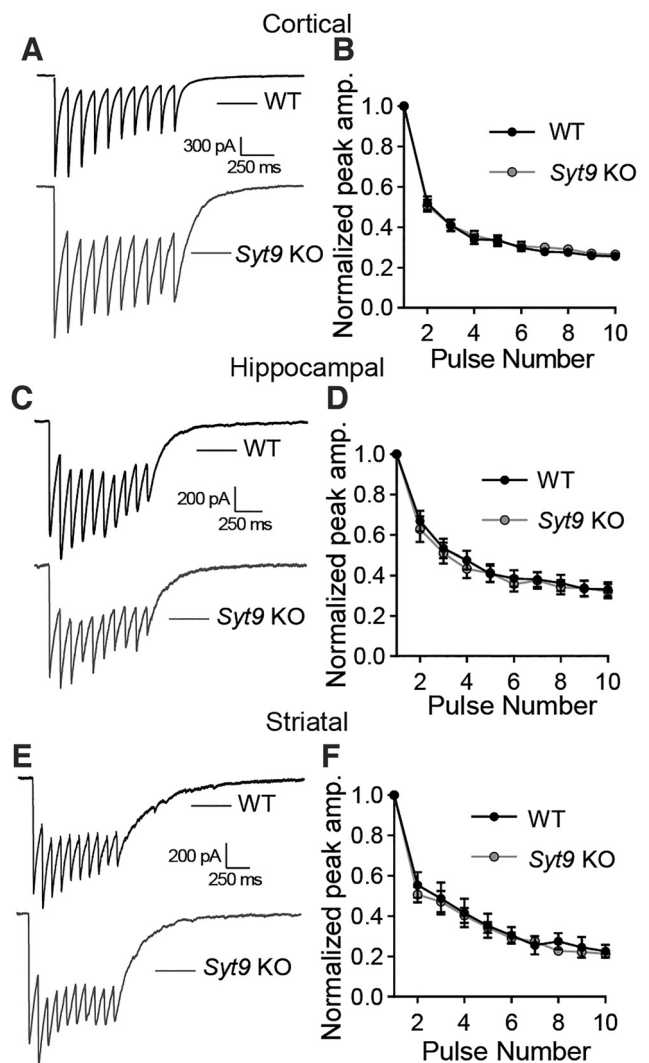 Cortical
A
WT
300 pA
250 ms
Syt9 KO
B
Normalized peak amp.
1.0
0.8
0.6
0.4
0.2
0.0
WT
Syt9 KO
2 4 6 8 10
Pulse Number
Hippocampal
C
WT
200 pA
250 ms
Syt9 KO
D
Normalized peak amp.
1.0
0.8
0.6
0.4
0.2
0.0
WT
Syt9 KO
2 4 6 8 10
Pulse Number
Striatal
E
WT
200 pA
250 ms
Syt9 KO
F
Normalized peak amp.
1.0
0.8
0.6
0.4
0.2
0.0
WT
Syt9 KO
2 4 6 8 10
Pulse Number